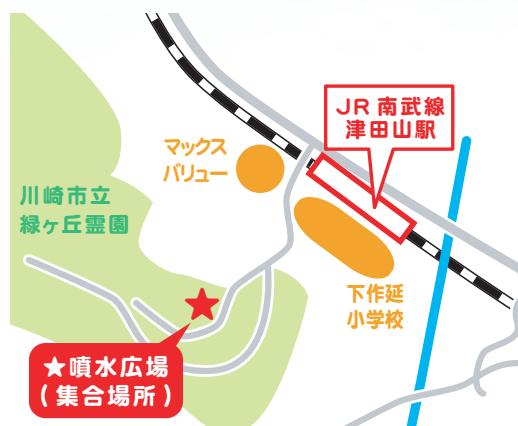 JR南武線
津田山駅
マックス
バリュー
川崎市立
緑ヶ丘霊園
下作延
小学校
★噴水広場
(集合場所)